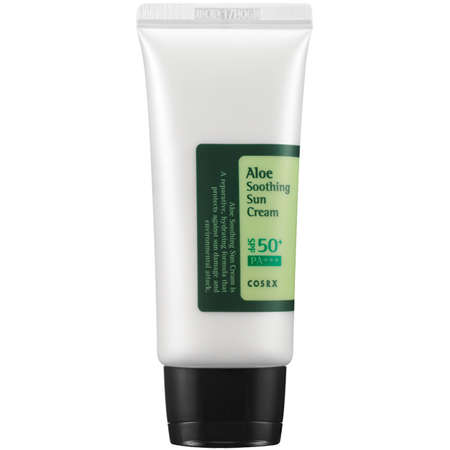 Aloe
Soothing
Sun
Cream
SPF 50+
PA+++
COSRX
Aloe Soothing Sun Cream is
A reparative, hydrating formula that
protects against sun damage and
environmental attack.